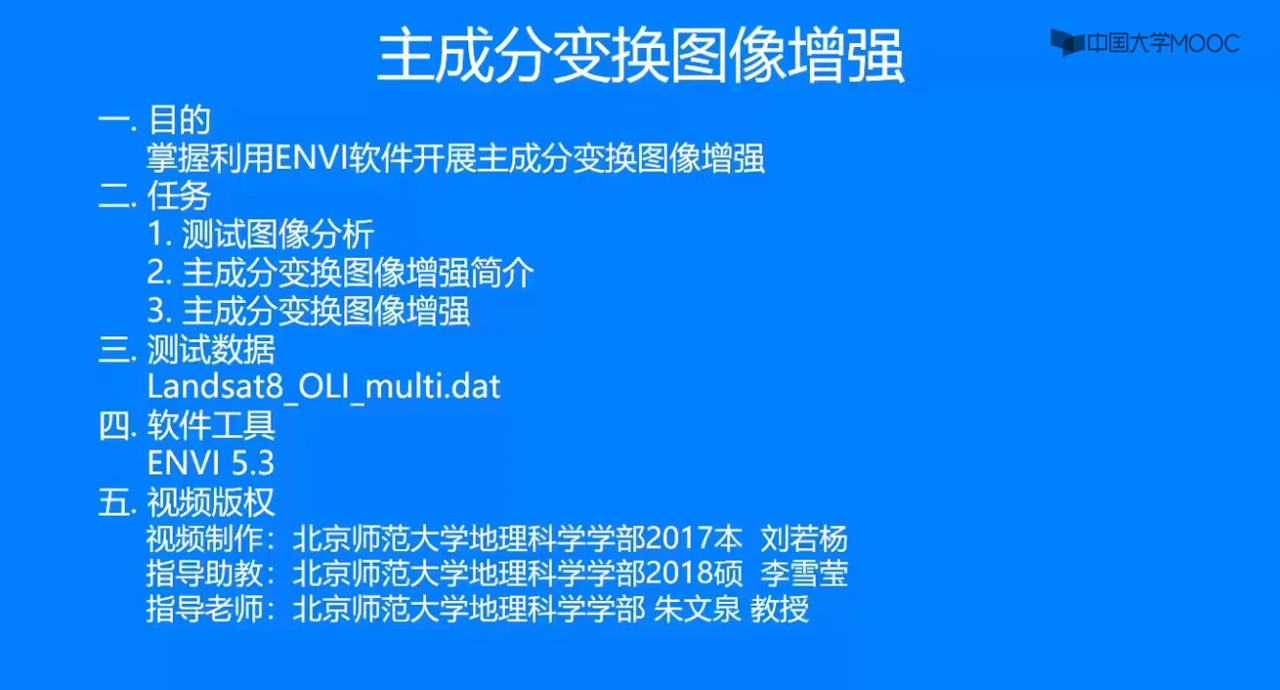 主成分变换图像增强
中国大学MOOC
一. 目的
掌握利用ENVI软件开展主成分变换图像增强
二. 任务
1. 测试图像分析
2. 主成分变换图像增强简介
3. 主成分变换图像增强
三. 测试数据
Landsat8_OLI_multi.dat
四. 软件工具
ENVI 5.3
五. 视频版权
视频制作：北京师范大学地理科学学部2017本 刘若杨
指导助教：北京师范大学地理科学学部2018硕 李雪莹
指导老师：北京师范大学地理科学学部 朱文泉 教授